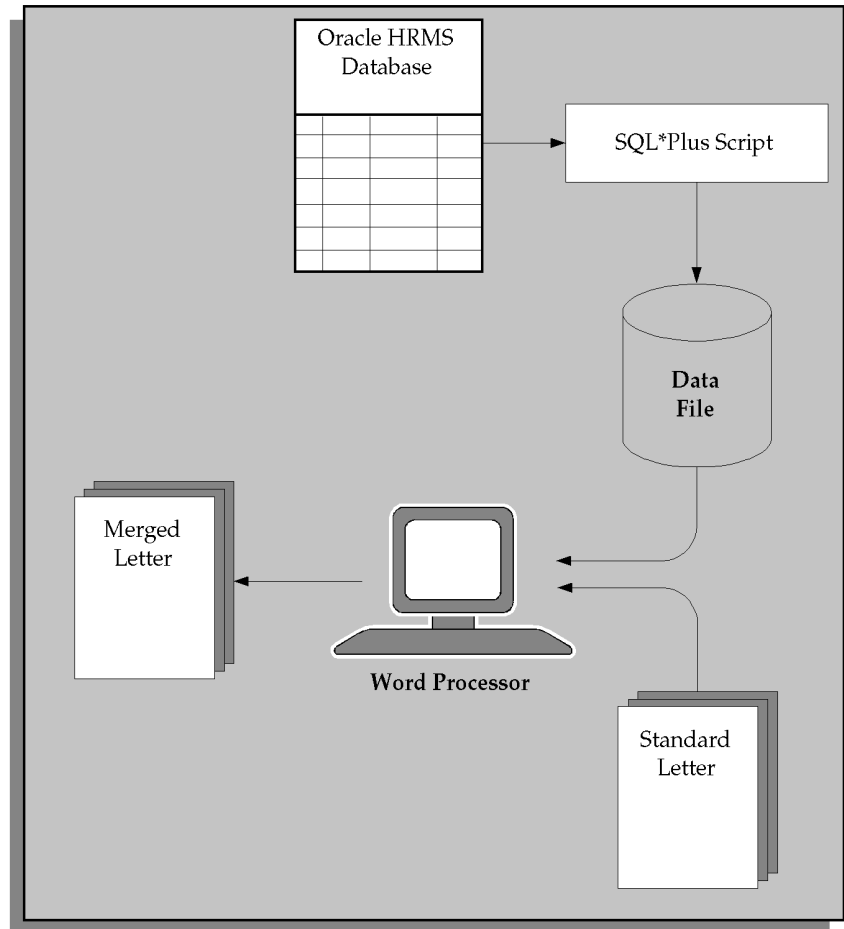 Oracle HRMS
Database
SQL*Plus Script
Data
File
Merged
Letter
Word Processor
Standard
Letter